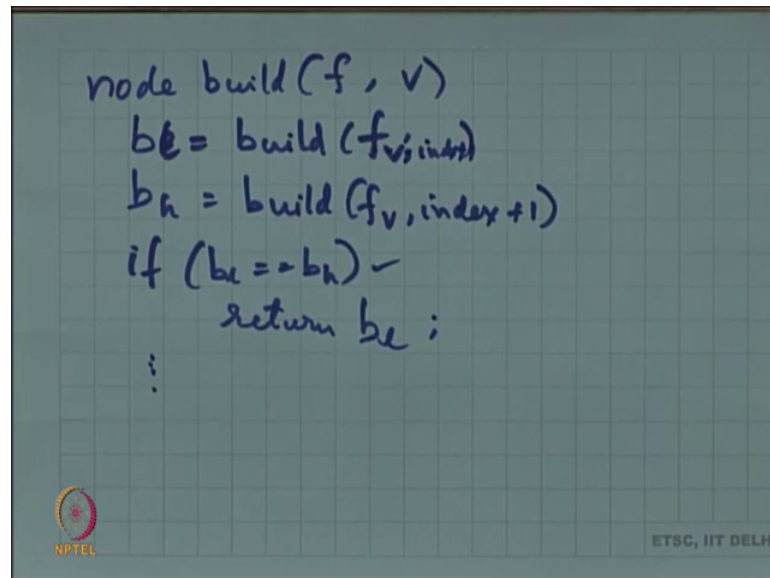 node build (f, v)
bl = build (fv', index)
bh = build (fv, index +1)
if (bl == bh)
return bl ;
⋮
NPTEL
ETSC, IIT DELH